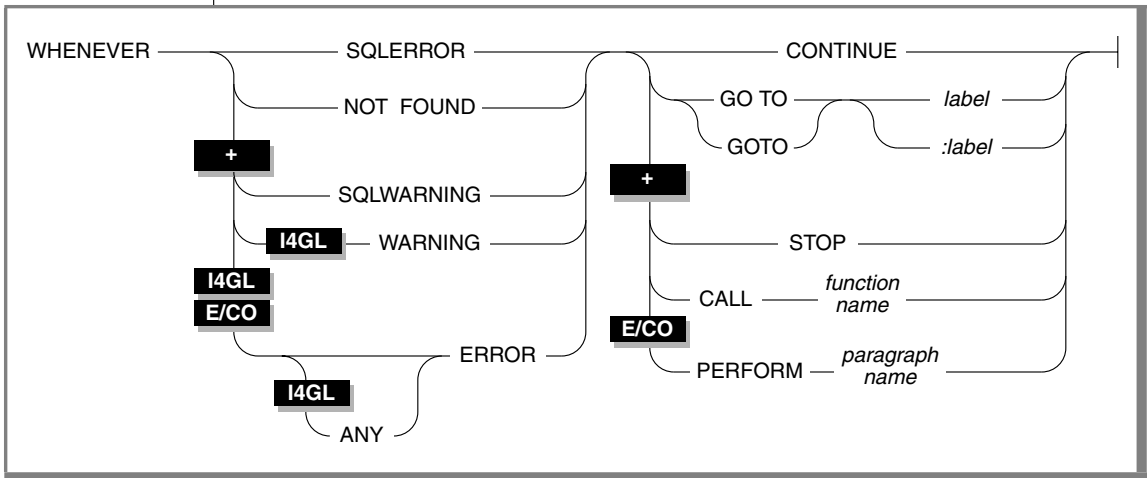 WHENEVER SQLERROR CONTINUE
NOT FOUND GO TO label
GOTO :label
+
+
SQLWARNING
I4GL WARNING STOP
I4GL
E/CO
CALL function name
E/CO
ERROR
PERFORM paragraph name
I4GL
ANY